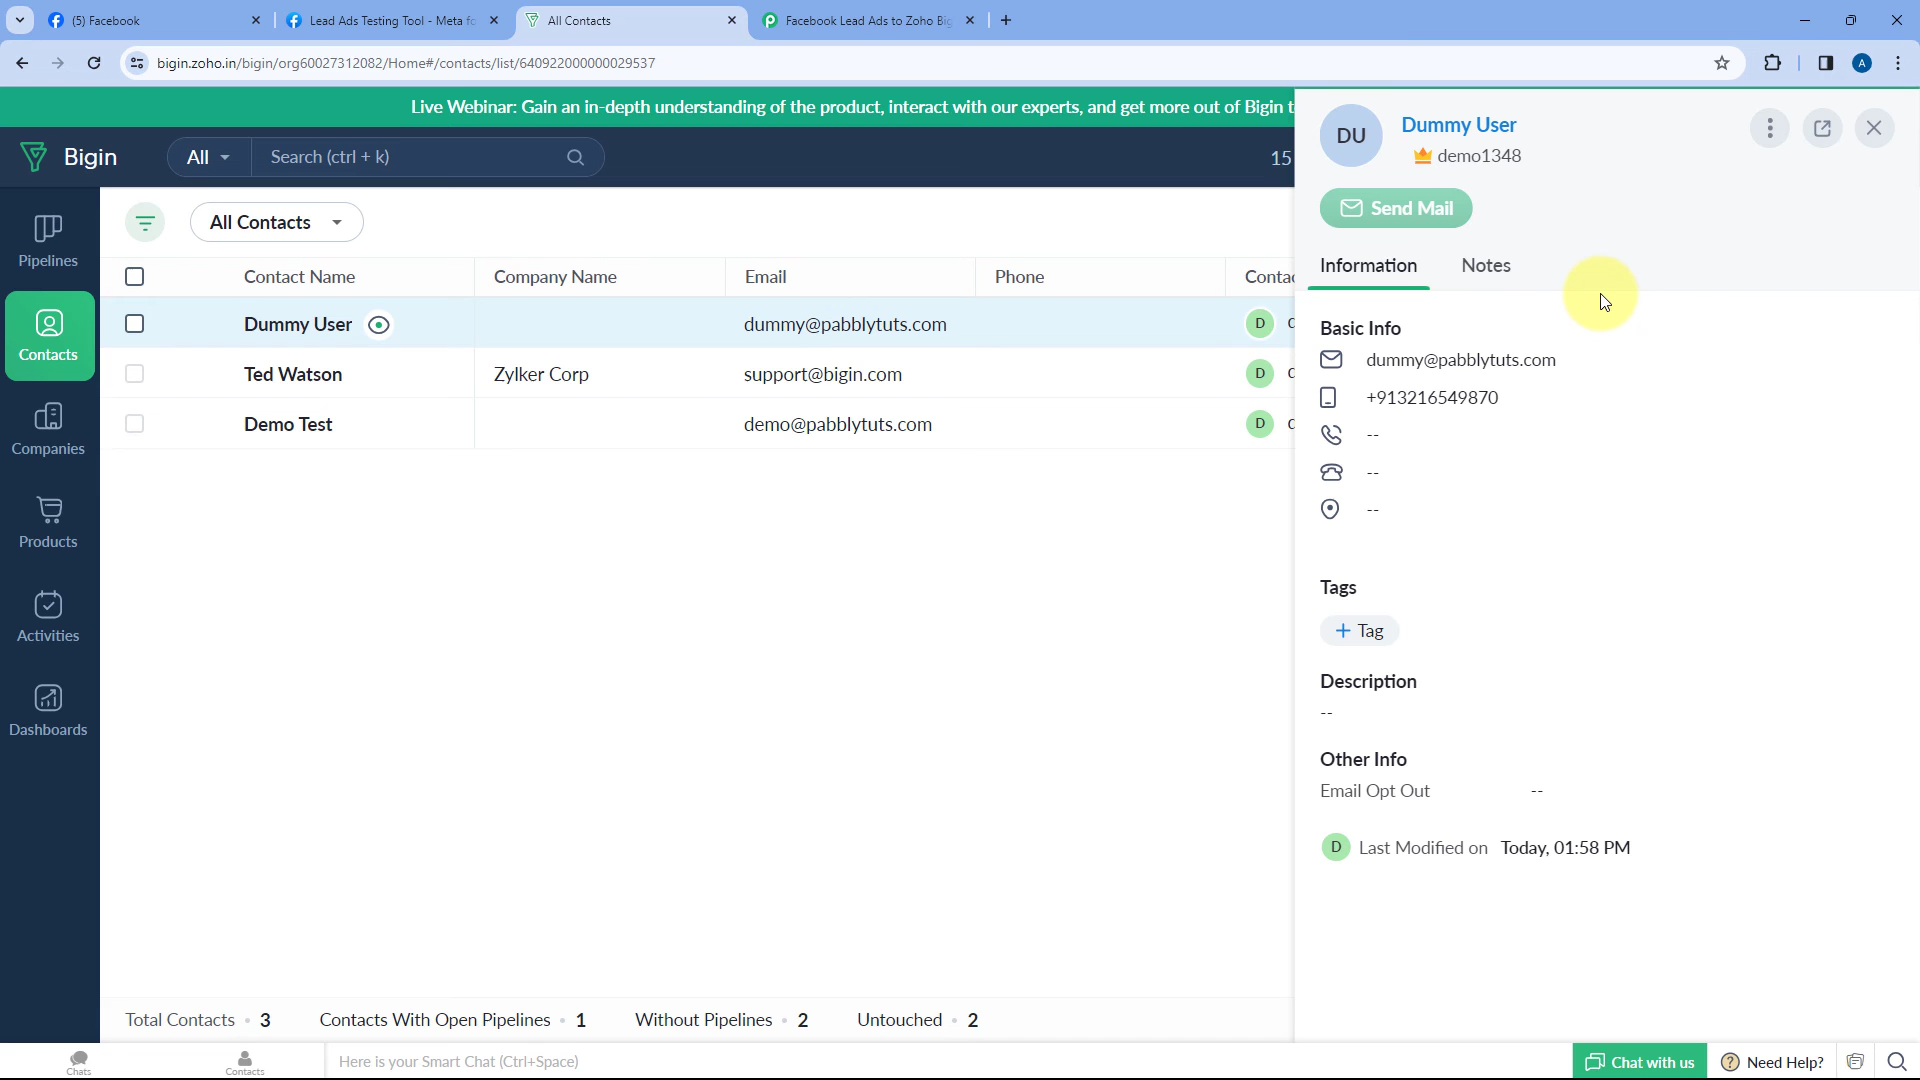 (5) Facebook
Lead Ads Testing Tool - Meta fo
All Contacts
Facebook Lead Ads to Zoho Big
bigin.zoho.in/bigin/org60027312082/Home#/contacts/list/640922000000029537
A
Live Webinar: Gain an in-depth understanding of the product, interact with our experts, and get more out of Bigin t
Bigin
All
Search (ctrl + k)
15
Pipelines
Contacts
Companies
Products
Activities
Dashboards
All Contacts
Contact Name Company Name Email Phone Contac
Dummy User dummy@pabblytuts.com D
Ted Watson Zylker Corp support@bigin.com D
Demo Test demo@pabblytuts.com D
Total Contacts • 3 Contacts With Open Pipelines • 1 Without Pipelines • 2 Untouched • 2
DU
Dummy User
demo1348
Send Mail
Information Notes
Basic Info
dummy@pabblytuts.com
+913216549870
--
--
--
Tags
+ Tag
Description
--
Other Info
Email Opt Out --
D Last Modified on Today, 01:58 PM
Chats
Contacts
Here is your Smart Chat (Ctrl+Space)
Chat with us
? Need Help?